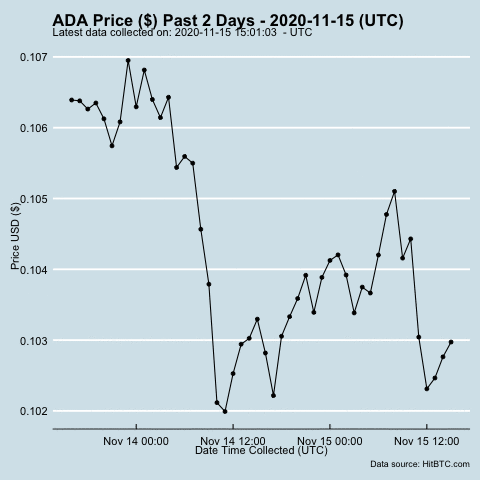 ADA Price ($) Past 2 Days - 2020-11-15 (UTC)
Latest data collected on: 2020-11-15 15:01:03 - UTC
0.107
0.106
0.105
0.104
0.103
0.102
Price USD ($)
Nov 14 00:00 Nov 14 12:00 Nov 15 00:00 Nov 15 12:00
Date Time Collected (UTC)
Data source: HitBTC.com